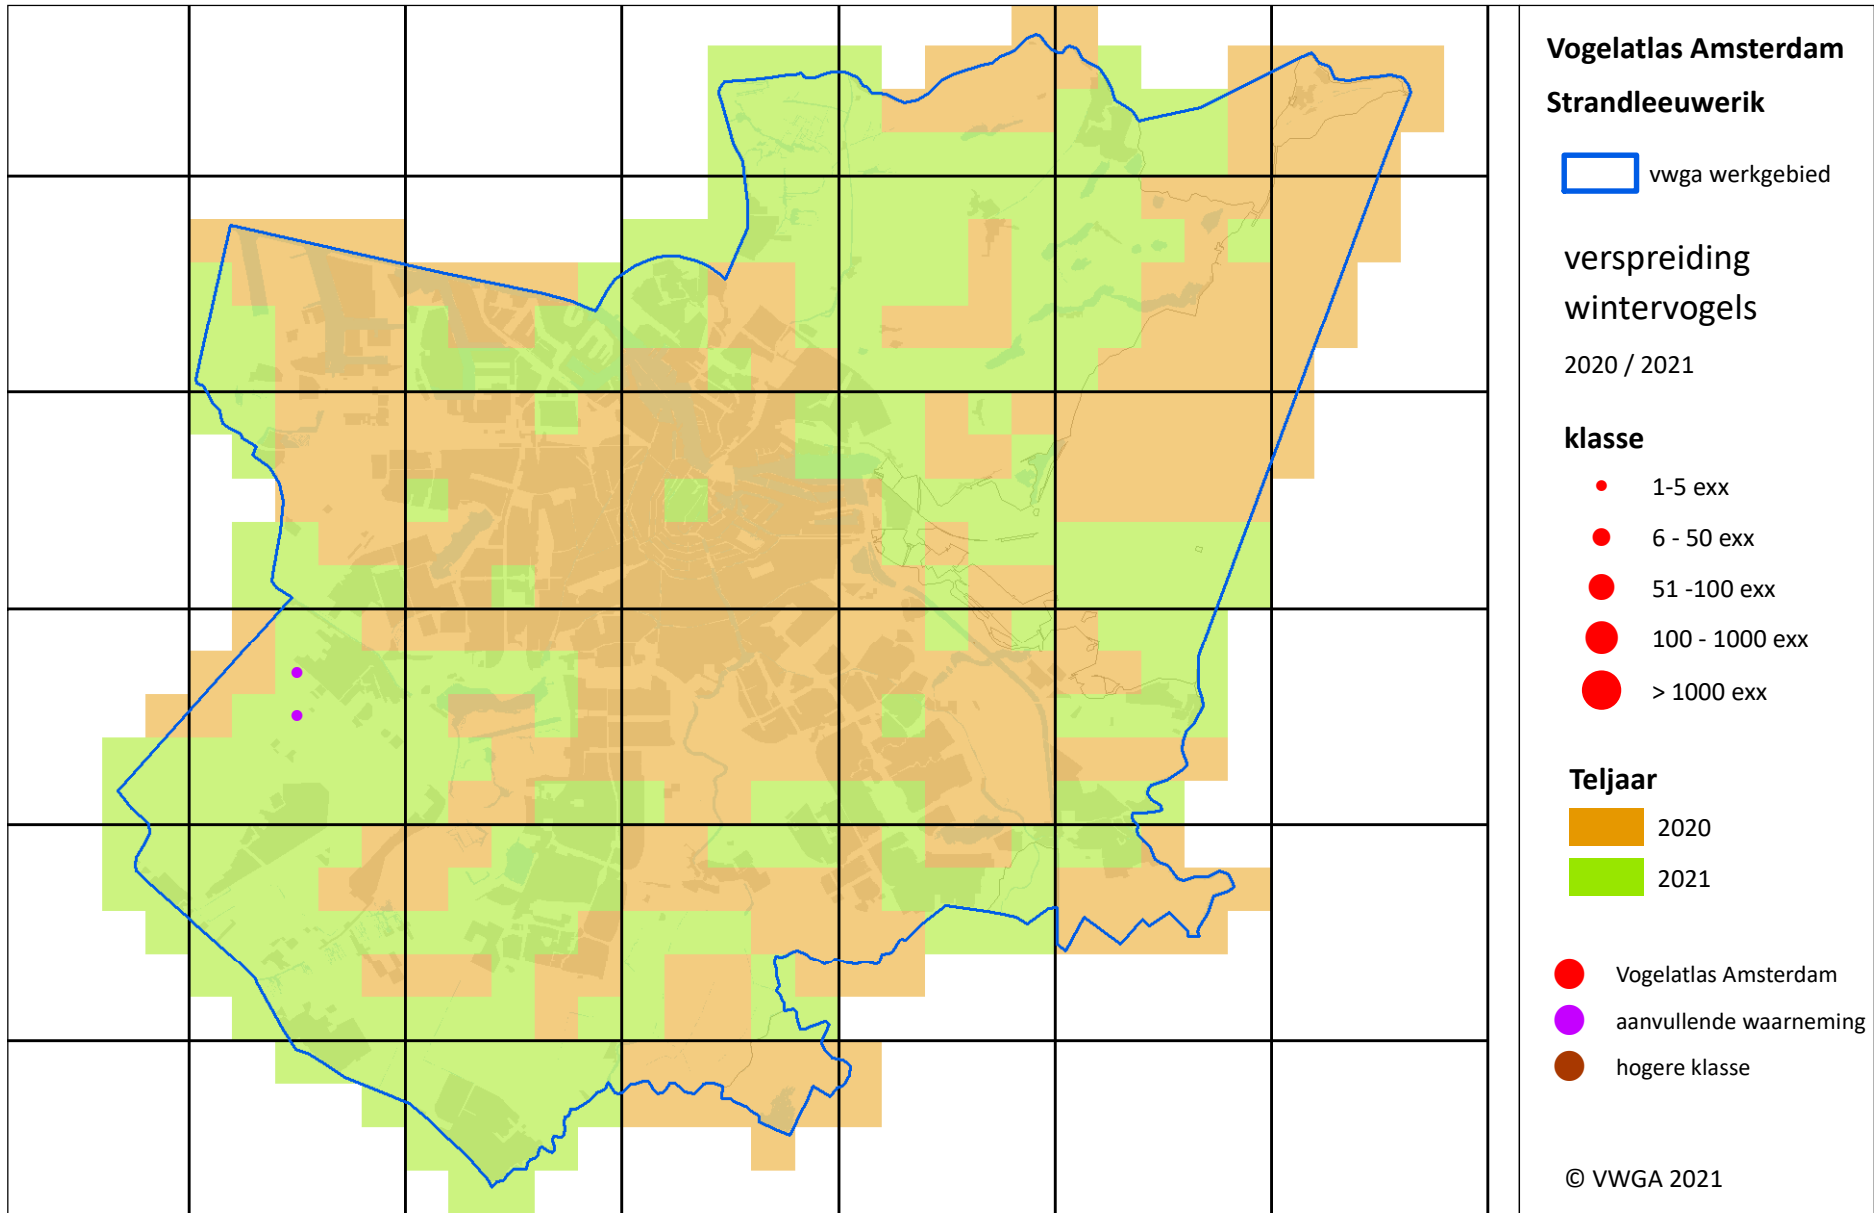 Vogelatlas Amsterdam
Strandleeuwerik
vwga werkgebied
verspreiding
wintervogels
2020 / 2021
klasse
1-5 exx
6 - 50 exx
51 -100 exx
100 - 1000 exx
> 1000 exx
Teljaar
2020
2021
Vogelatlas Amsterdam
aanvullende waarneming
hogere klasse
© VWGA 2021